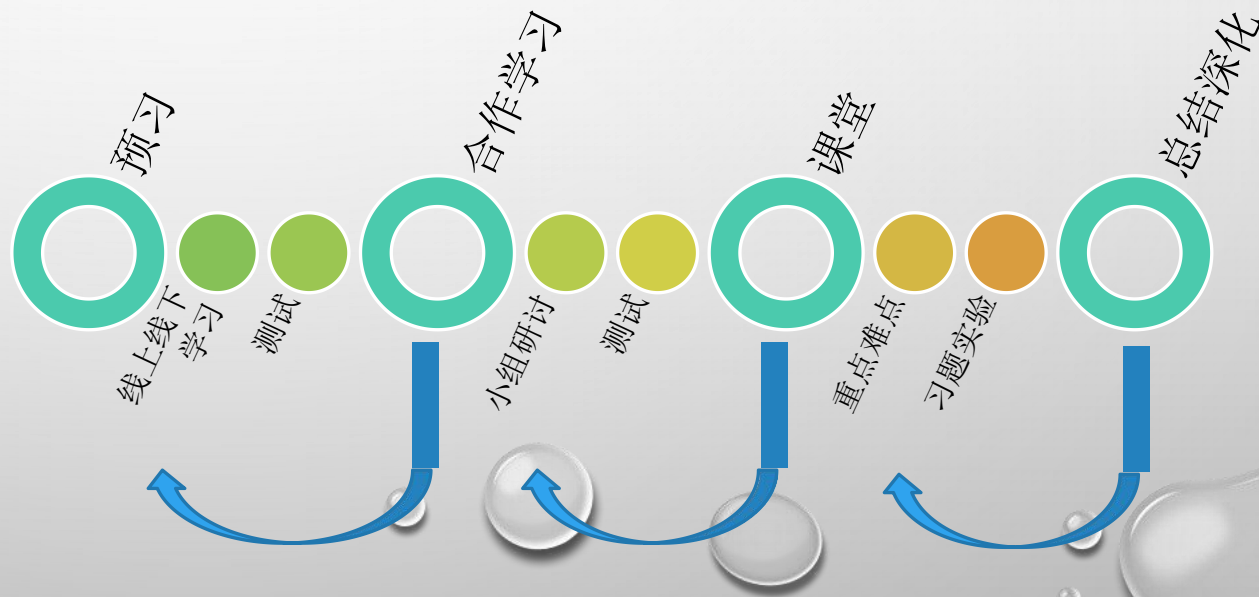 预习
线上线下
学习
测试
合作学习
小组研讨
测试
课堂
重点难点
习题实验
总结深化